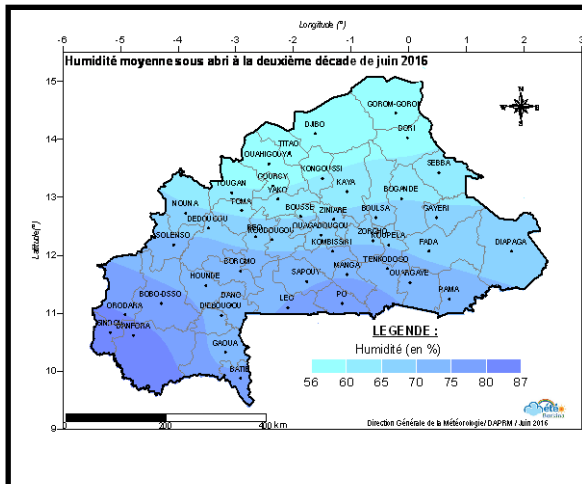 Longitude (°)
-6 -5 -4 -3 -2 -1 0 1 2 3
Humidité moyenne sous abri à la deuxième décade de juin 2016
15
GOROM-GOROM
DJIBO
DORI
14
TITAO
OUAHIGOUYA
KONGOUSSI
SEBBA
GOURCY
TOUGAN
KAYA
13
YAKO
BOGANDE
NOUNA
TOMA
BOUSSE
ZINIARE
BOULSA
GAYERI
DEDOUGOU
OUAGADOUGOU
ZORGHO
KOUDOUGOU
SOLENSO
KOMBISSIRI
KOUPELA
FADA
DIAPAGA
Latitude(°)
12
BOROMO
TENKODOGO
HOUNDE
SAPOUY
MANGA
OUARGAYE
BOBO-DSSO
DANO
LEO
PO
PAMA
ORODARA
DIEBOUGOU
11
SINDOU
BANFORA
LEGENDE :
GAOUA
Humidité (en %)
BATIE
10
56 60 65 70 75 80 87
Météo
Burkina
9
0 200 400 km
Direction Générale de la Météorologie/ DAPRM / Juin 2016